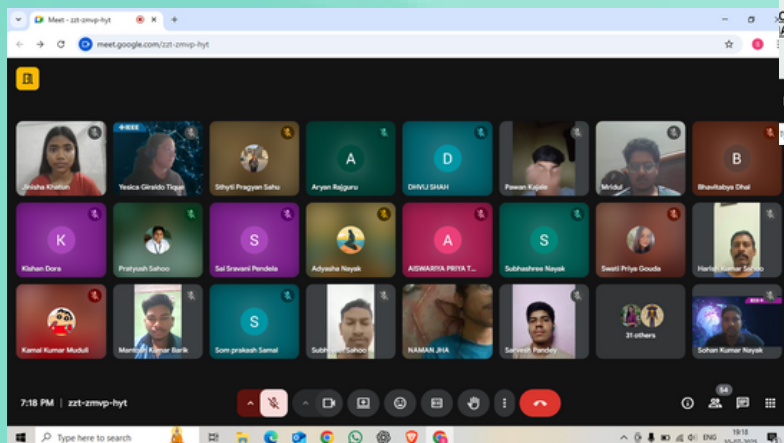 Meet - zzt-zmvp-hyt
meet.google.com/zzt-zmvp-hyt
S
IEEE
A
D
B
Jinisha Khatun
Yesica Giraldo Tique
Sthyti Pragyan Sahu
Aryan Rajguru
DHVIJ SHAH
Pawan Kajale
Mridul
Bhavitabya Dhal
K
S
A
S
Kishan Dora
Pratyush Sahoo
Sai Sravani Pendela
Adyasha Nayak
AISWARIYA PRIYA T...
Subhashree Nayak
Swati Priya Gouda
Kumar
S
31 others
Kamal Kumar Muduli
Kumar Barik
Som prakash Samal
Sahoo
NAMAN JHA
Sarvesh Pandey
Sohan Kumar Nayak
54
7:18 PM | zzt-zmvp-hyt
Type here to search
ENG
19:18